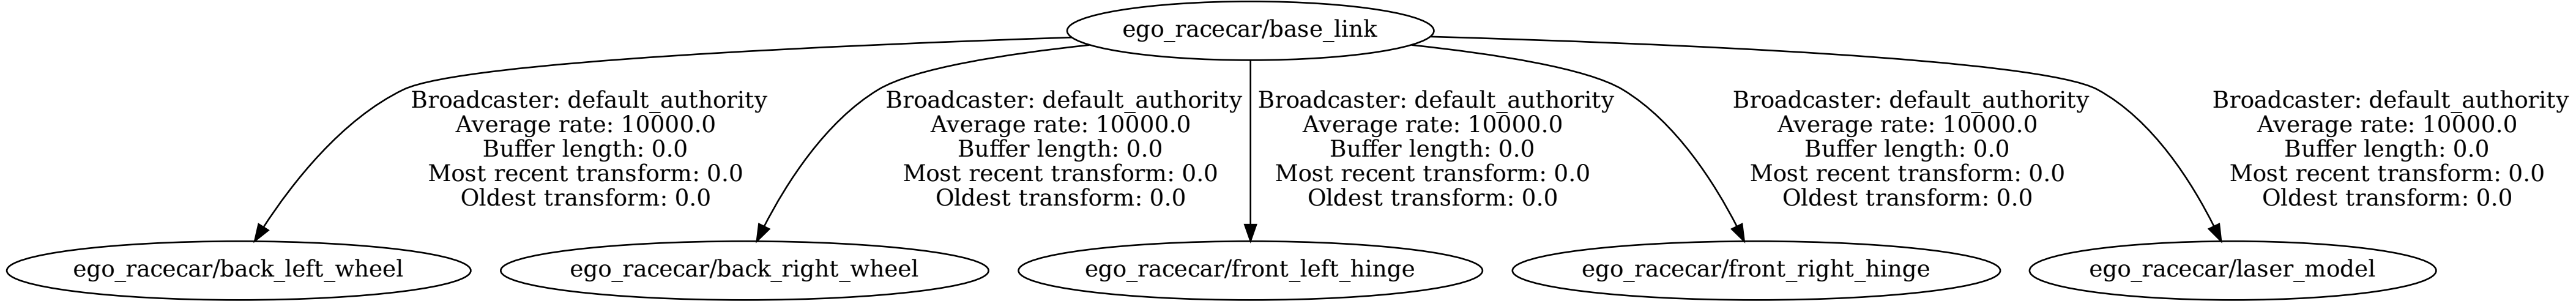 ego_racecar/base_link
Broadcaster: default_authority
Average rate: 10000.0
Buffer length: 0.0
Most recent transform: 0.0
Oldest transform: 0.0
Broadcaster: default_authority
Average rate: 10000.0
Buffer length: 0.0
Most recent transform: 0.0
Oldest transform: 0.0
Broadcaster: default_authority
Average rate: 10000.0
Buffer length: 0.0
Most recent transform: 0.0
Oldest transform: 0.0
Broadcaster: default_authority
Average rate: 10000.0
Buffer length: 0.0
Most recent transform: 0.0
Oldest transform: 0.0
Broadcaster: default_authority
Average rate: 10000.0
Buffer length: 0.0
Most recent transform: 0.0
Oldest transform: 0.0
ego_racecar/back_left_wheel
ego_racecar/back_right_wheel
ego_racecar/front_left_hinge
ego_racecar/front_right_hinge
ego_racecar/laser_model